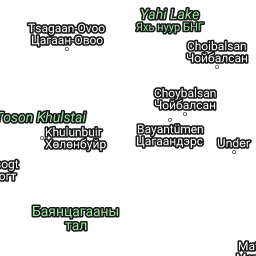 Yahi Lake
Яхь нуур БНГ
Tsagaan-Ovoo
Цагаан-Овоо
Choibalsan
Чойбалсан
Choybalsan
Чойбалсан
Toson Khulstai
Khulunbuir
Хөлөнбуйр
Bayantümen
Цагаандэрс
Under
Баянцагааны
тал